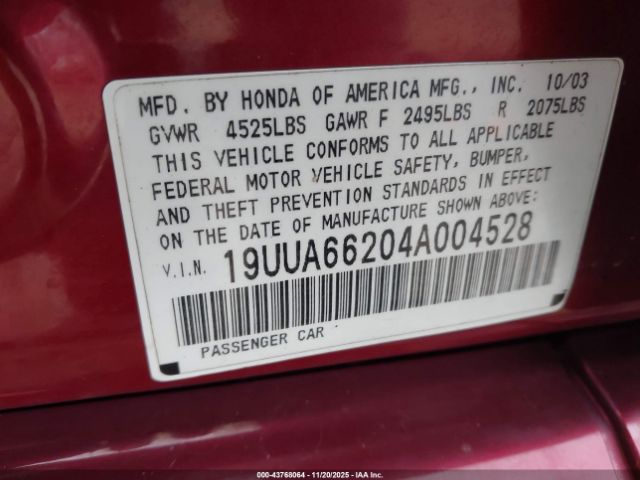 MFD. BY HONDA OF AMERICA MFG., INC. 10/03
GVWR 4525LBS GAWR F 2495LBS R 2075LBS
THIS VEHICLE CONFORMS TO ALL APPLICABLE
FEDERAL MOTOR VEHICLE SAFETY, BUMPER,
AND THEFT PREVENTION STANDARDS IN EFFECT
ON THE DATE OF MANUFACTURE SHOWN ABOVE:
V.I.N. 19UUA66204A004528
PASSENGER CAR
000-43768064 - 11/20/2025 - IAA Inc.